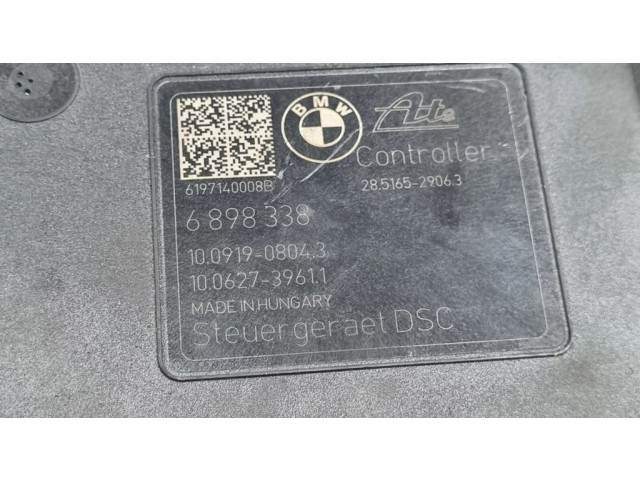 BMW Ate
Controller
6197140008B 28.5165-2906.3
6 898 338
10.0919-0804.3
10.0627-3961.1
MADE IN HUNGARY
Steuergeraet DSC